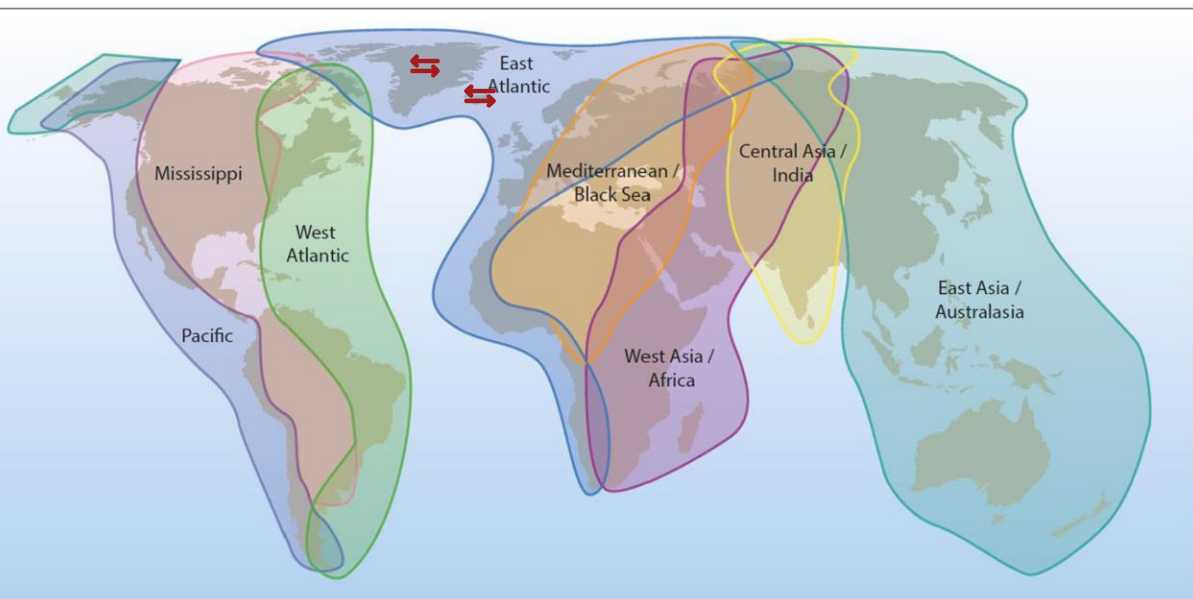 East
Atlantic
Mississippi
Mediterranean /
Black Sea
Central Asia /
India
West
Atlantic
East Asia /
Australasia
Pacific
West Asia /
Africa